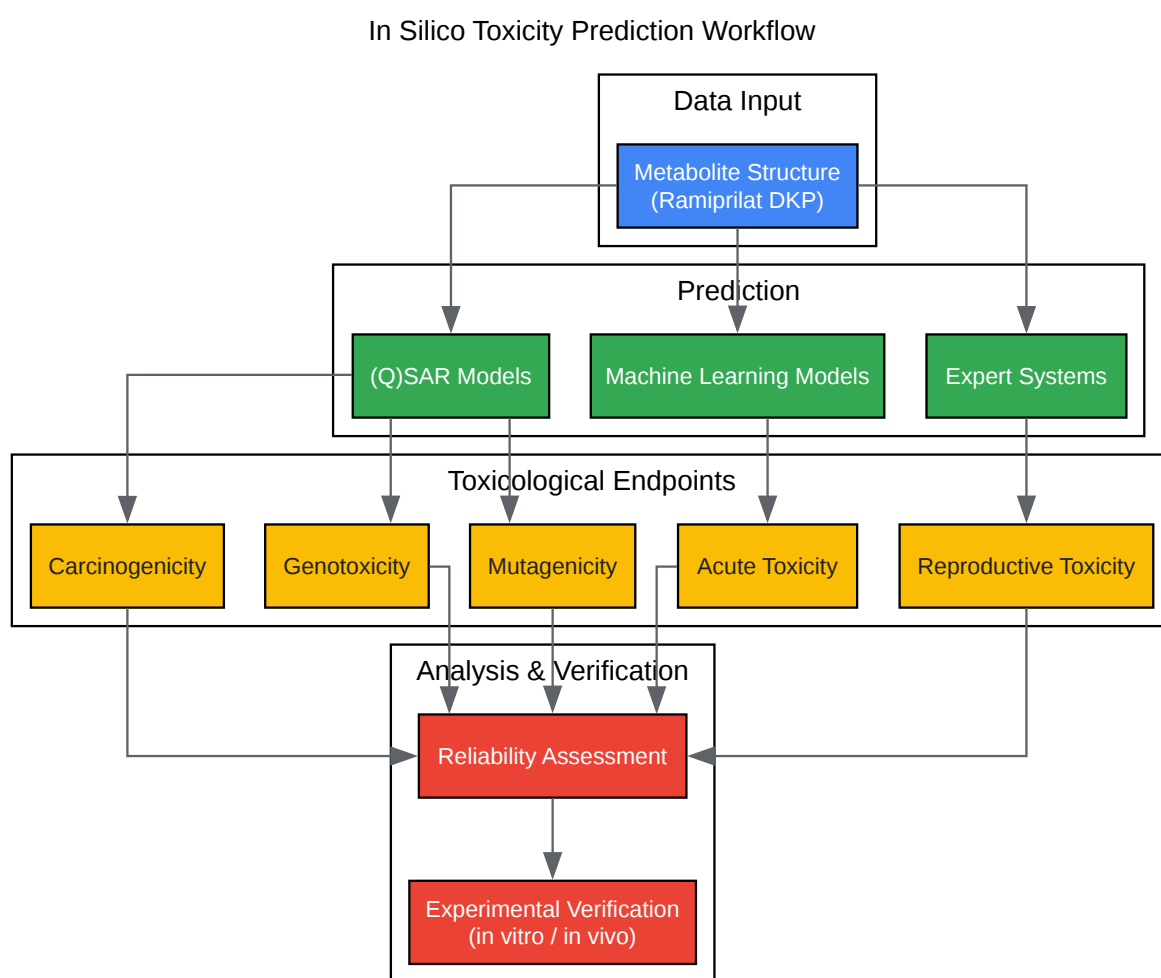 In Silico Toxicity Prediction Workflow
Data Input
Metabolite Structure
(Ramiprilat DKP)
Prediction
(Q)SAR Models
Machine Learning Models
Expert Systems
Toxicological Endpoints
Carcinogenicity
Genotoxicity
Mutagenicity
Acute Toxicity
Reproductive Toxicity
Analysis & Verification
Reliability Assessment
Experimental Verification
(in vitro / in vivo)